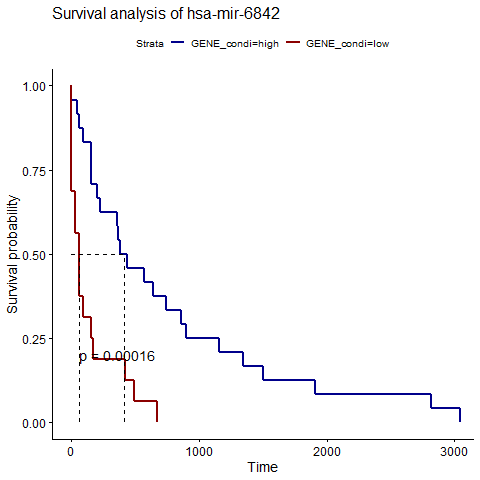 Survival analysis of hsa-mir-6842
Strata GENE_condi=high GENE_condi=low
Survival probability
1.00
0.75
0.50
0.25
0.00
p = 0.00016
0 1000 2000 3000
Time